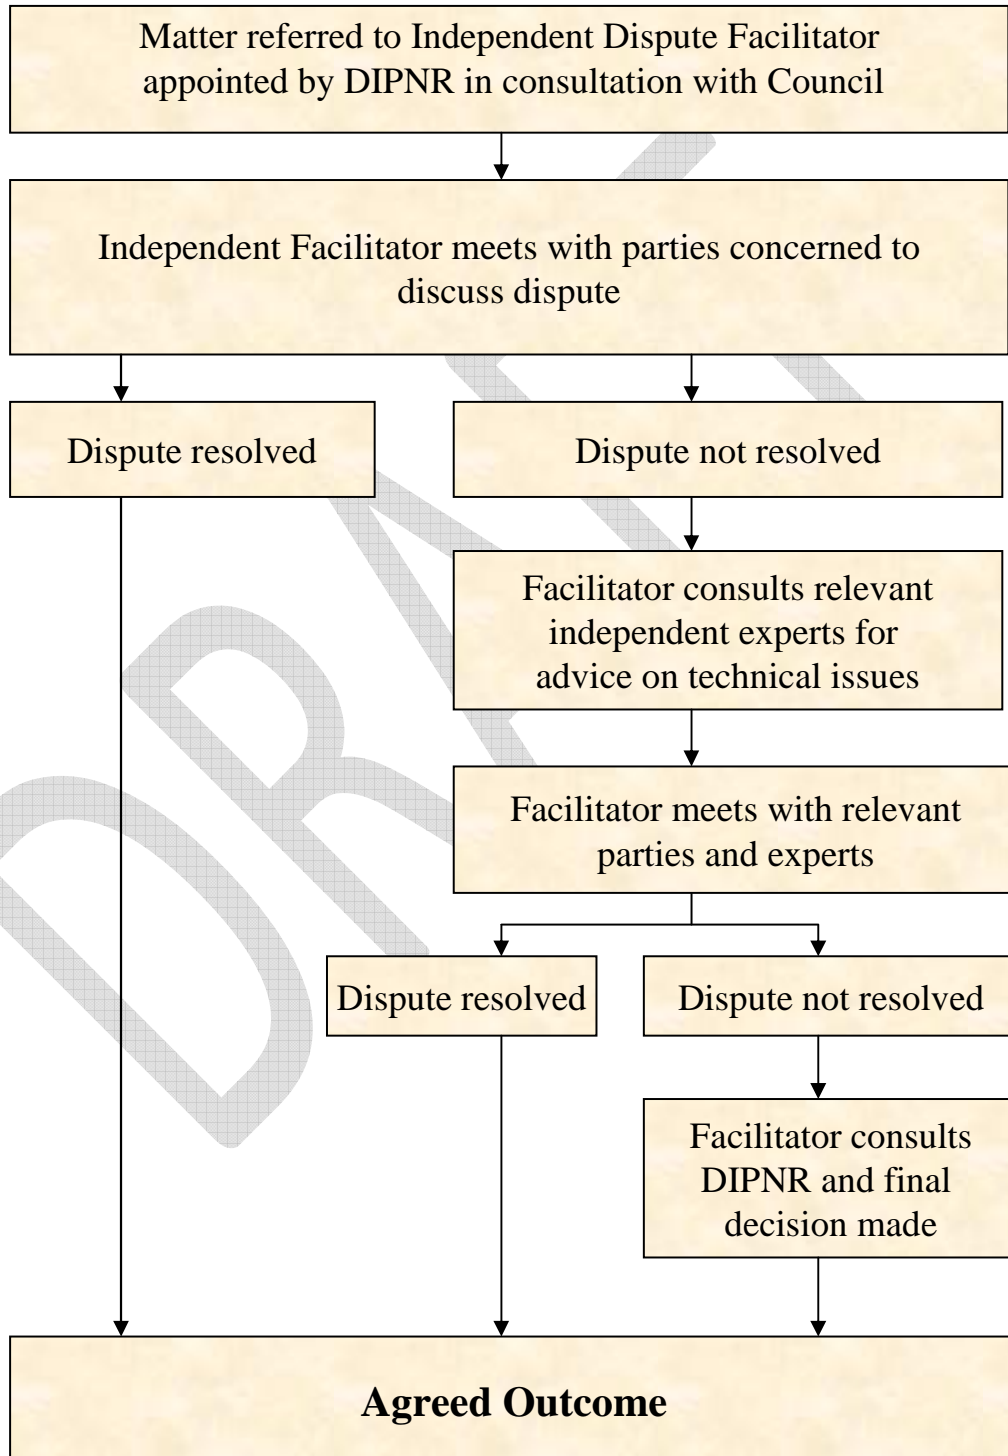 Matter referred to Independent Dispute Facilitator
appointed by DIPNR in consultation with Council
Independent Facilitator meets with parties concerned to
discuss dispute
Dispute resolved
Dispute not resolved
Facilitator consults relevant
independent experts for
advice on technical issues
Facilitator meets with relevant
parties and experts
Dispute resolved
Dispute not resolved
Facilitator consults
DIPNR and final
decision made
Agreed Outcome
DRAFT